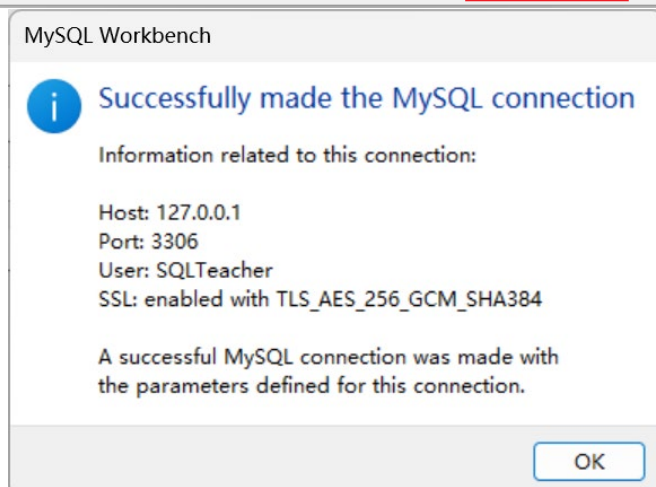 MySQL Workbench
Successfully made the MySQL connection
Information related to this connection:
Host: 127.0.0.1
Port: 3306
User: SQLTeacher
SSL: enabled with TLS_AES_256_GCM_SHA384
A successful MySQL connection was made with
the parameters defined for this connection.
OK